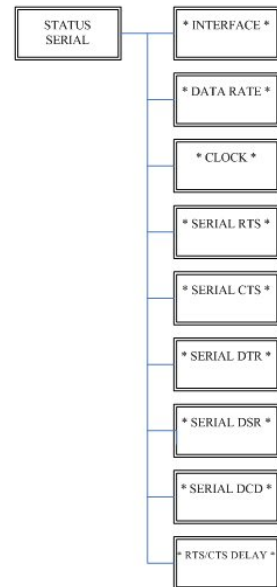 STATUS
SERIAL
* INTERFACE *
* DATA RATE *
* CLOCK *
* SERIAL RTS *
* SERIAL CTS *
* SERIAL DTR *
* SERIAL DSR *
* SERIAL DCD *
* RTS/CTS DELAY *